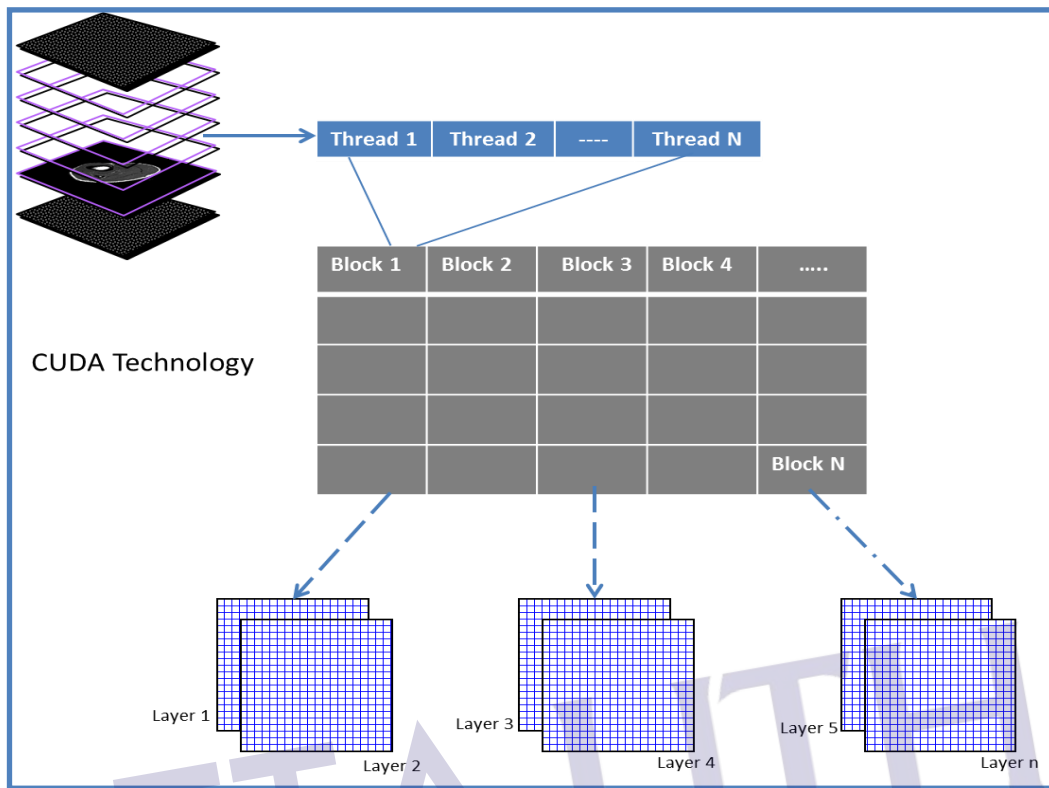 Thread 1 Thread 2 ---- Thread N
Block 1 Block 2 Block 3 Block 4 .....
CUDA Technology
Block N
Layer 1
Layer 2
Layer 3
Layer 4
Layer 5
Layer n